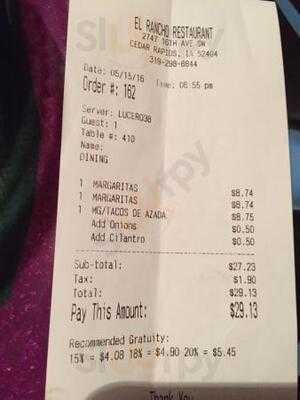 EL RANCHO RESTAURANT
2747 16TH AVE SW
CEDAR RAPIDS, IA 52404
319-298-8844
Date: 05/15/16 Time: 06:55 pm
Order #: 162
Server: LUCERO38
Guest: 1
Table #: 410
Name:
DINING
1 MARGARITAS $8.74
1 MARGARITAS $8.74
1 MG/TACOS DE AZADA $8.75
Add Onions $0.50
Add Cilantro $0.50
Sub-total: $27.23
Tax: $1.90
Total: $29.13
Pay This Amount: $29.13
Recommended Gratuity:
15% = $4.08 18% = $4.90 20% = $5.45
Thank You